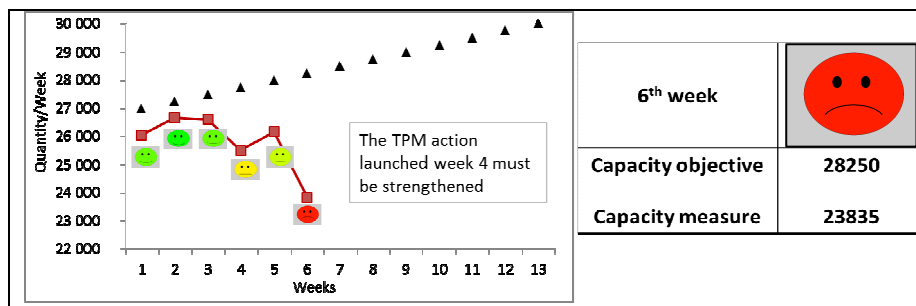 30 000
29 000
28 000
27 000
26 000
25 000
24 000
23 000
22 000
Quantity/Week
1 2 3 4 5 6 7 8 9 10 11 12 13
Weeks
The TPM action
launched week 4 must
be strengthened
6th week
Capacity objective 28250
Capacity measure 23835